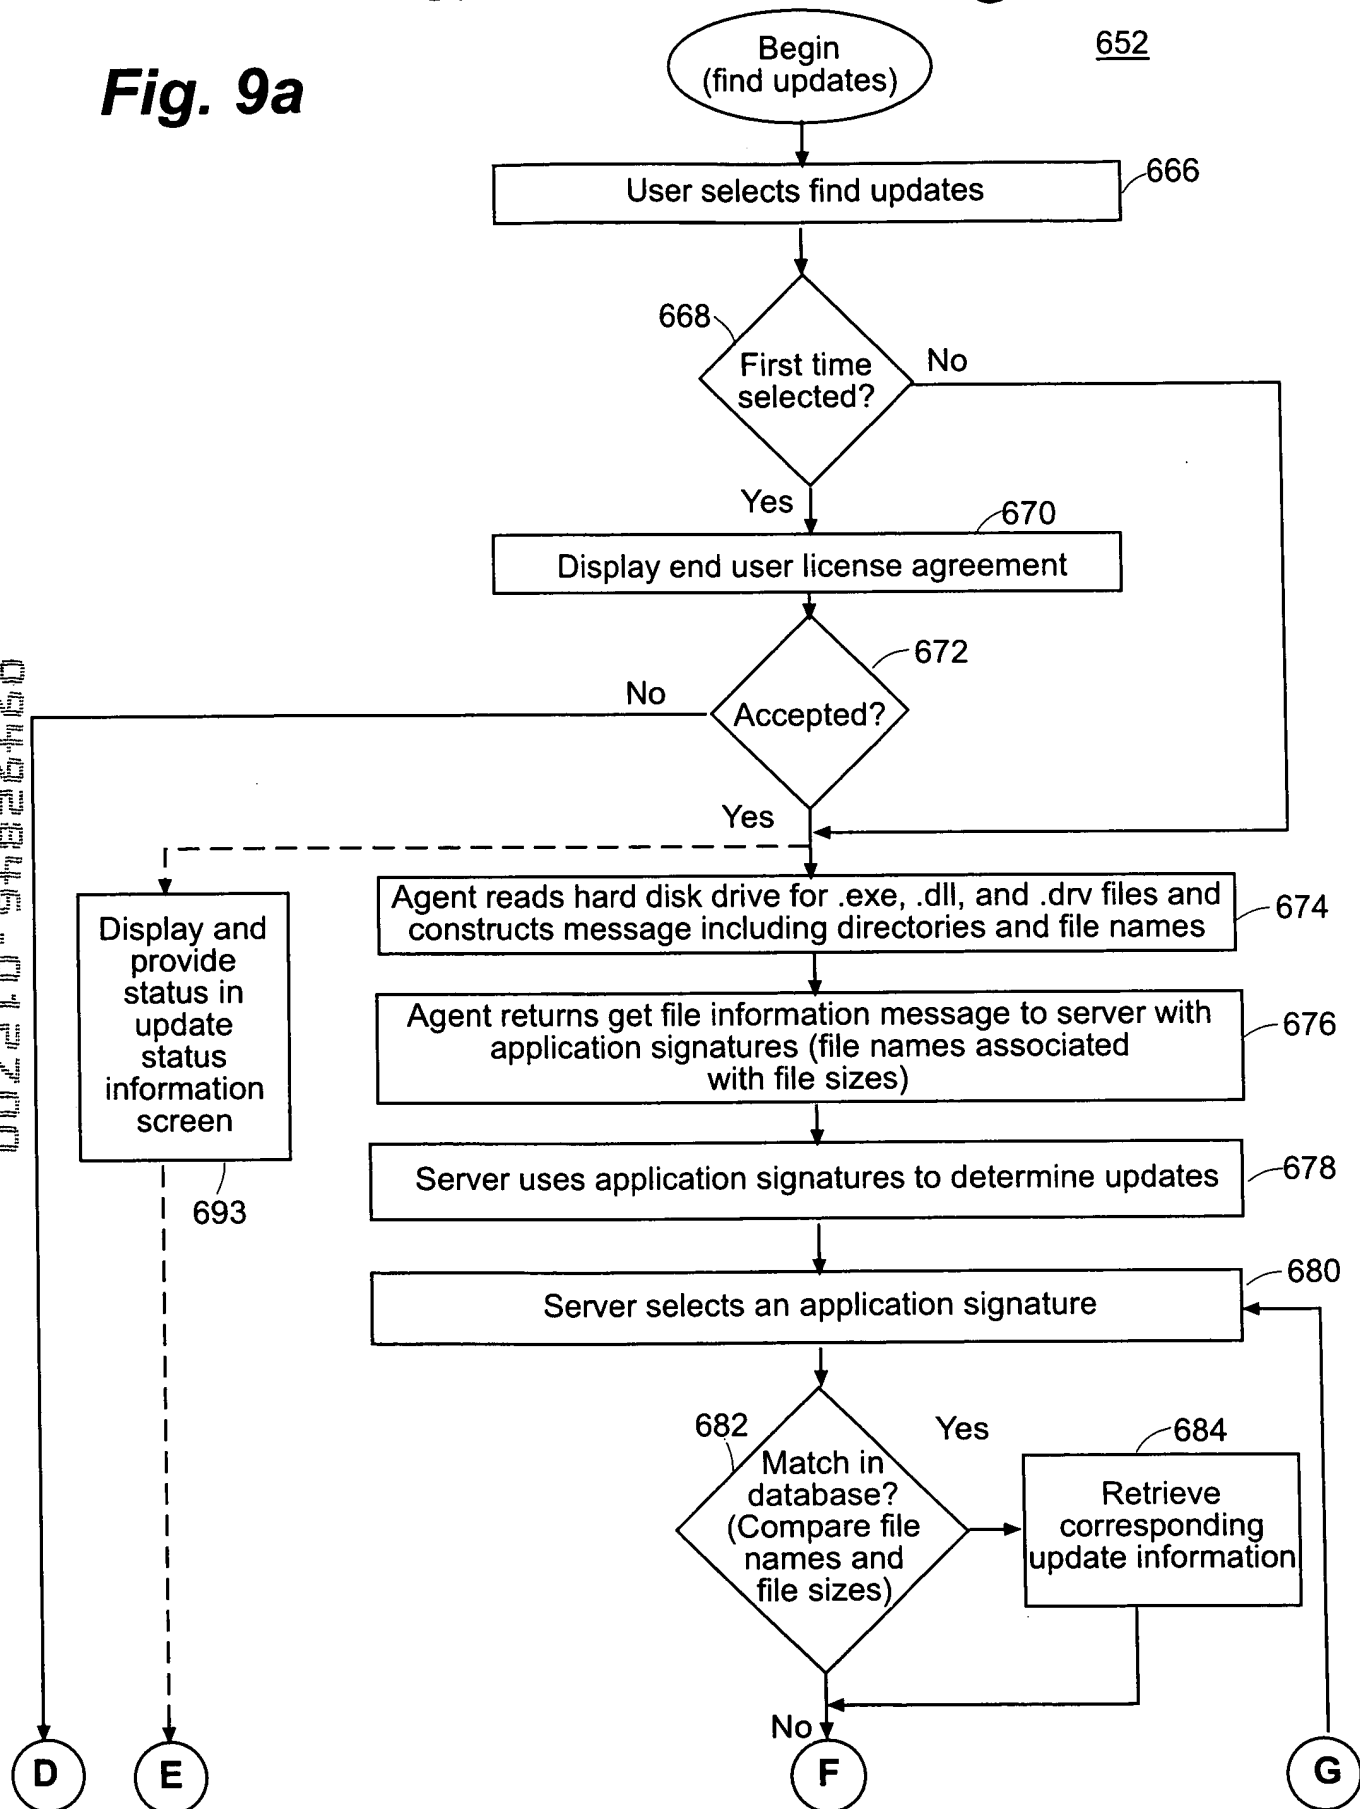 Fig. 9a
Begin
(find updates)
652
User selects find updates
666
668
First time
selected?
No
Yes
670
Display end user license agreement
672
No
Accepted?
Yes
Agent reads hard disk drive for .exe, .dll, and .drv files and
constructs message including directories and file names
674
Display and
provide
status in
update
status
information
screen
693
Agent returns get file information message to server with
application signatures (file names associated
with file sizes)
676
Server uses application signatures to determine updates
678
680
Server selects an application signature
682
Match in
database?
(Compare file
names and
file sizes)
Yes
684
Retrieve
corresponding
update information
No
D
E
F
G